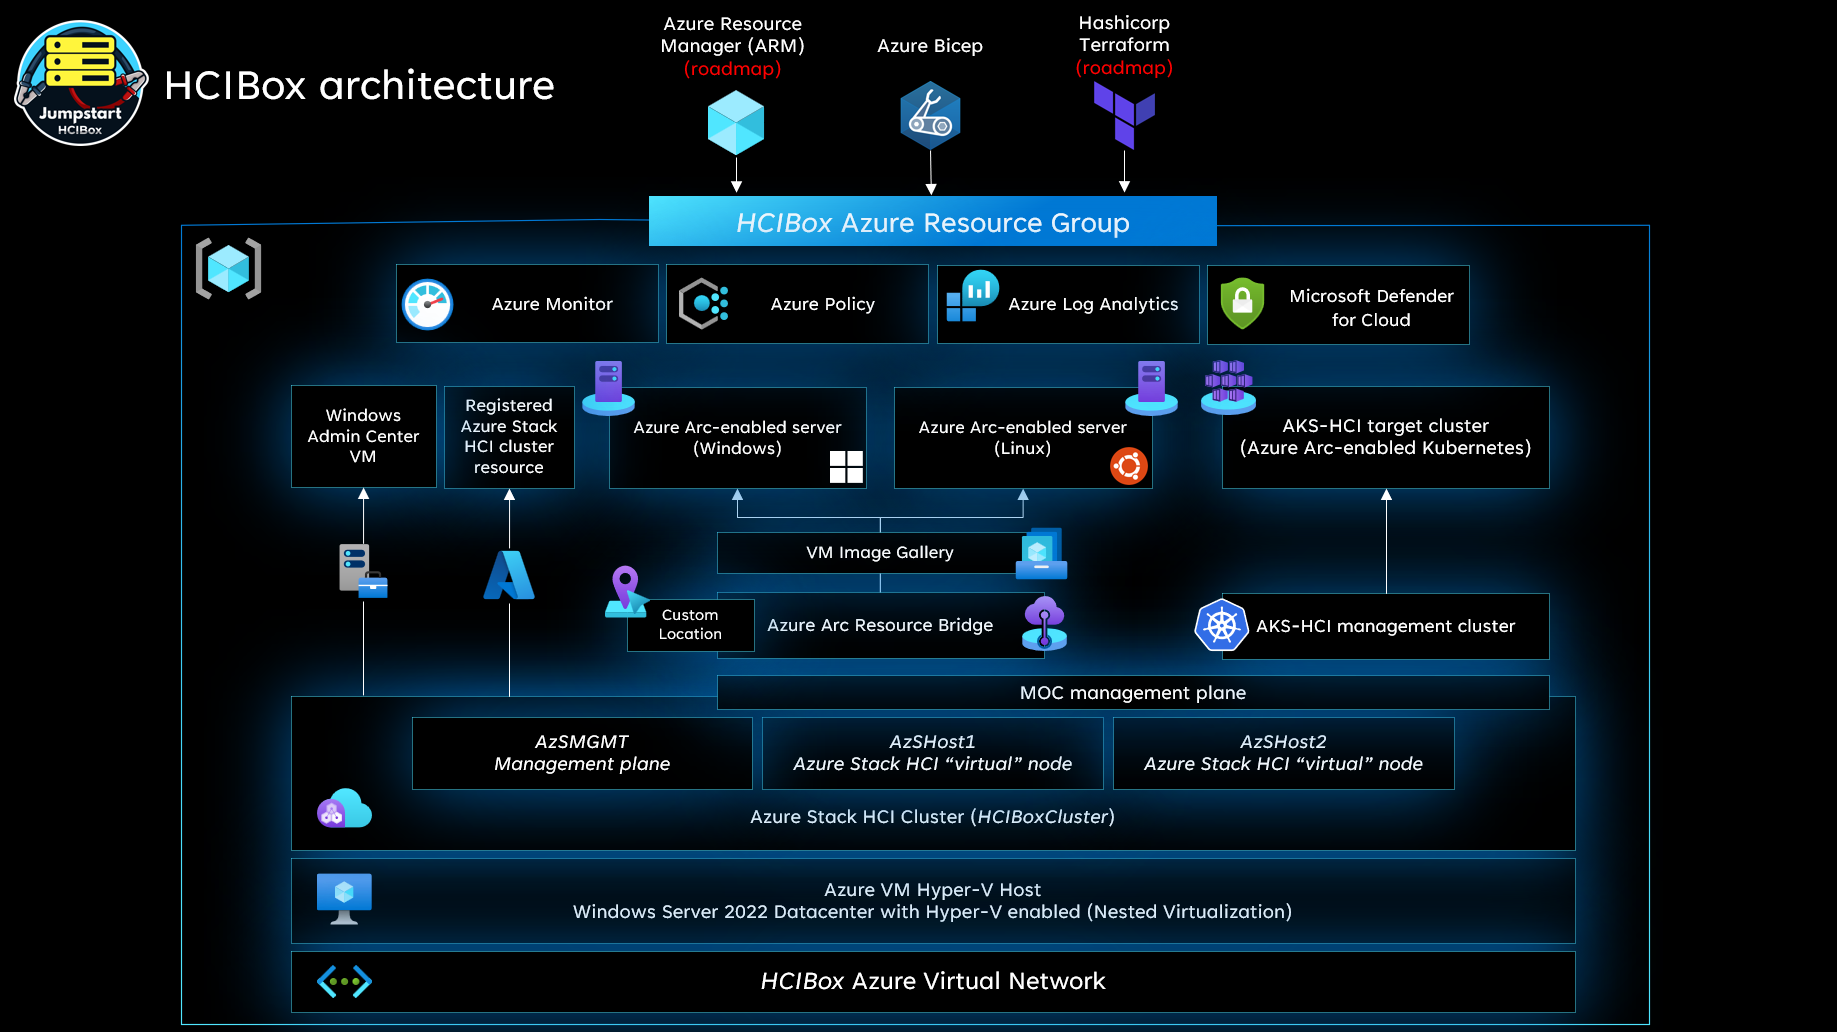 Jumpstart
HCIBox
HCIBox architecture
Azure Resource
Manager (ARM)
(roadmap)
Azure Bicep
Hashicorp
Terraform
(roadmap)
HCIBox Azure Resource Group
Azure Monitor
Azure Policy
Azure Log Analytics
Microsoft Defender
for Cloud
Windows
Admin Center
VM
Registered
Azure Stack
HCI cluster
resource
Azure Arc-enabled server
(Windows)
Azure Arc-enabled server
(Linux)
AKS-HCI target cluster
(Azure Arc-enabled Kubernetes)
VM Image Gallery
Custom
Location
Azure Arc Resource Bridge
AKS-HCI management cluster
MOC management plane
AzSMGMT
Management plane
AzSHost1
Azure Stack HCI “virtual” node
AzSHost2
Azure Stack HCI “virtual” node
Azure Stack HCI Cluster (HCIBoxCluster)
Azure VM Hyper-V Host
Windows Server 2022 Datacenter with Hyper-V enabled (Nested Virtualization)
HCIBox Azure Virtual Network